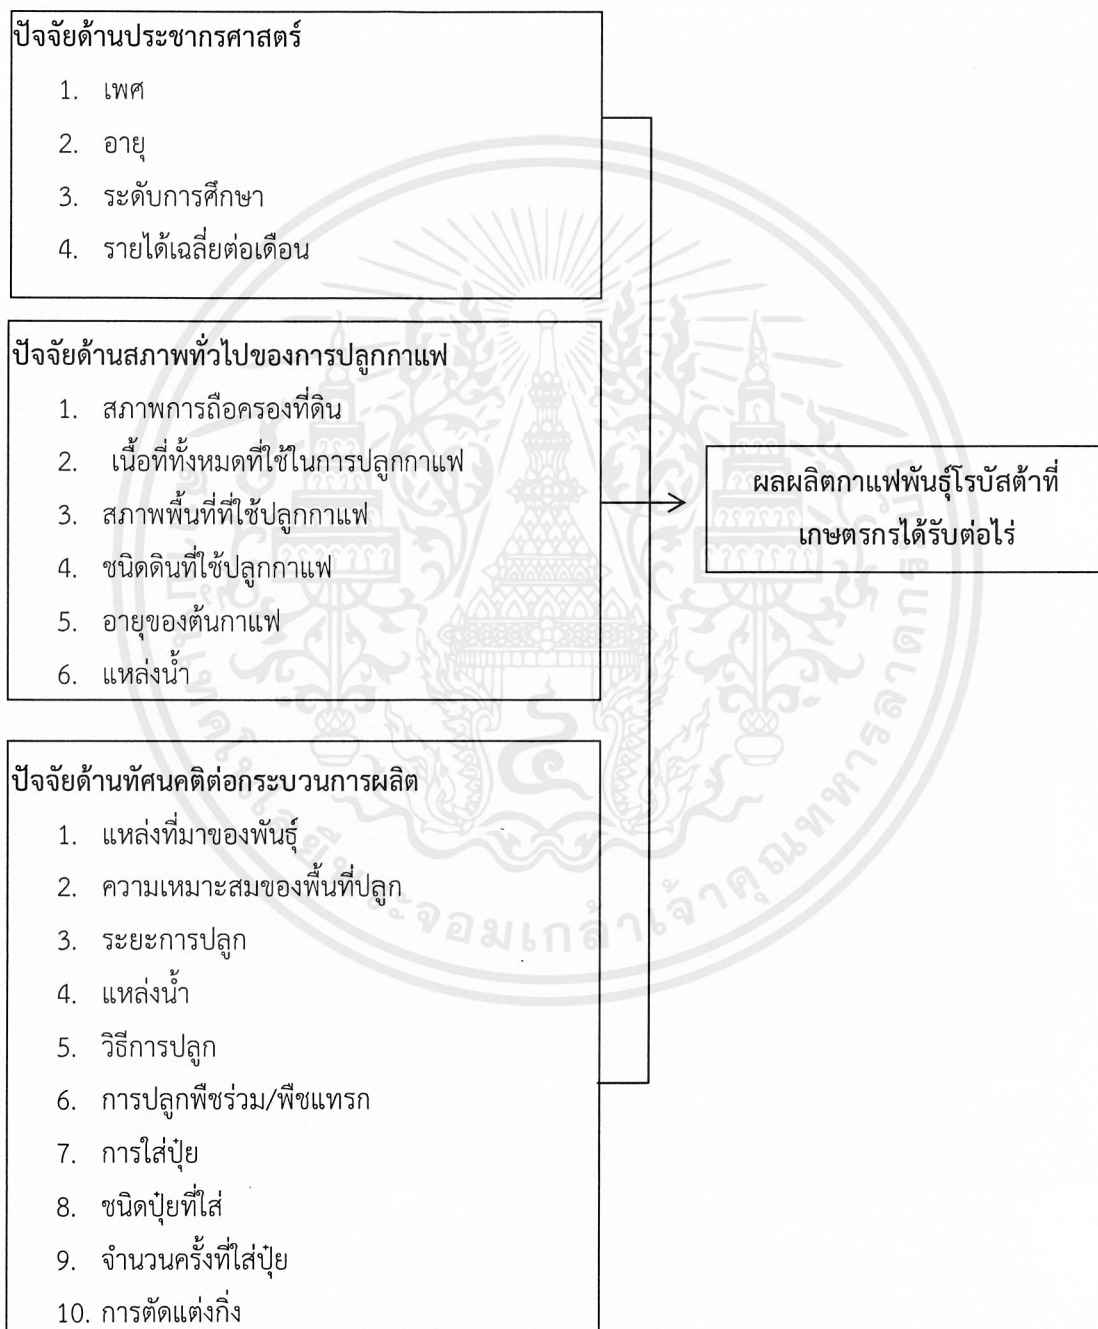 ปัจจัยด้านประชากรศาสตร์
1. เพศ
2. อายุ
3. ระดับการศึกษา
4. รายได้เฉลี่ยต่อเดือน
ปัจจัยด้านสภาพทั่วไปของการปลูกกาแฟ
1. สภาพการถือครองที่ดิน
2. เนื้อที่ทั้งหมดที่ใช้ในการปลูกกาแฟ
3. สภาพพื้นที่ที่ใช้ปลูกกาแฟ
4. ชนิดดินที่ใช้ปลูกกาแฟ
5. อายุของต้นกาแฟ
6. แหล่งน้ำ
ผลผลิตกาแฟพันธุ์โรบัสต้าที่
เกษตรกรได้รับต่อไร่
ปัจจัยด้านทัศนคติต่อกระบวนการผลิต
1. แหล่งที่มาของพันธุ์
2. ความเหมาะสมของพื้นที่ปลูก
3. ระยะการปลูก
4. แหล่งน้ำ
5. วิธีการปลูก
6. การปลูกพืชร่วม/พืชแทรก
7. การใส่ปุ๋ย
8. ชนิดปุ๋ยที่ใส่
9. จำนวนครั้งที่ใส่ปุ๋ย
10. การตัดแต่งกิ่ง